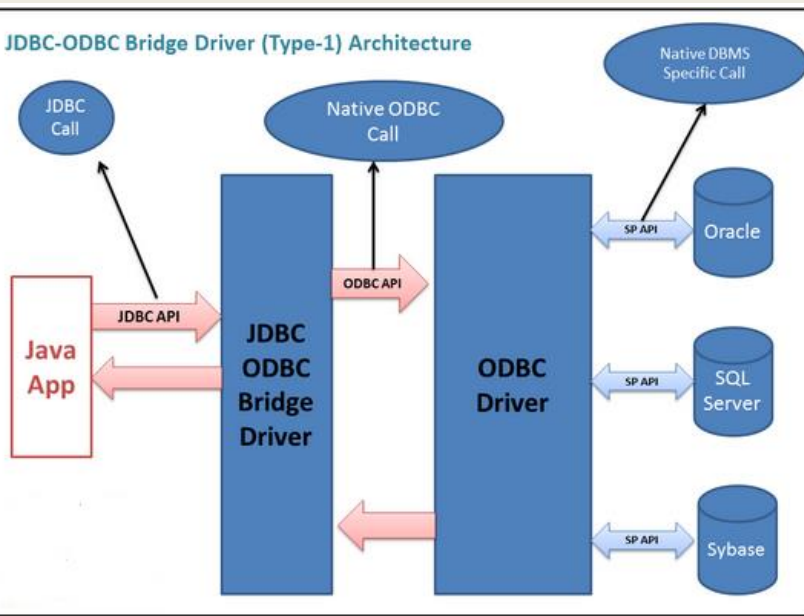 JDBC-ODBC Bridge Driver (Type-1) Architecture
JDBC
Call
Native ODBC
Call
Native DBMS
Specific Call
Java
App
JDBC API
JDBC
ODBC
Bridge
Driver
ODBC API
ODBC
Driver
SP API
Oracle
SP API
SQL
Server
SP API
Sybase